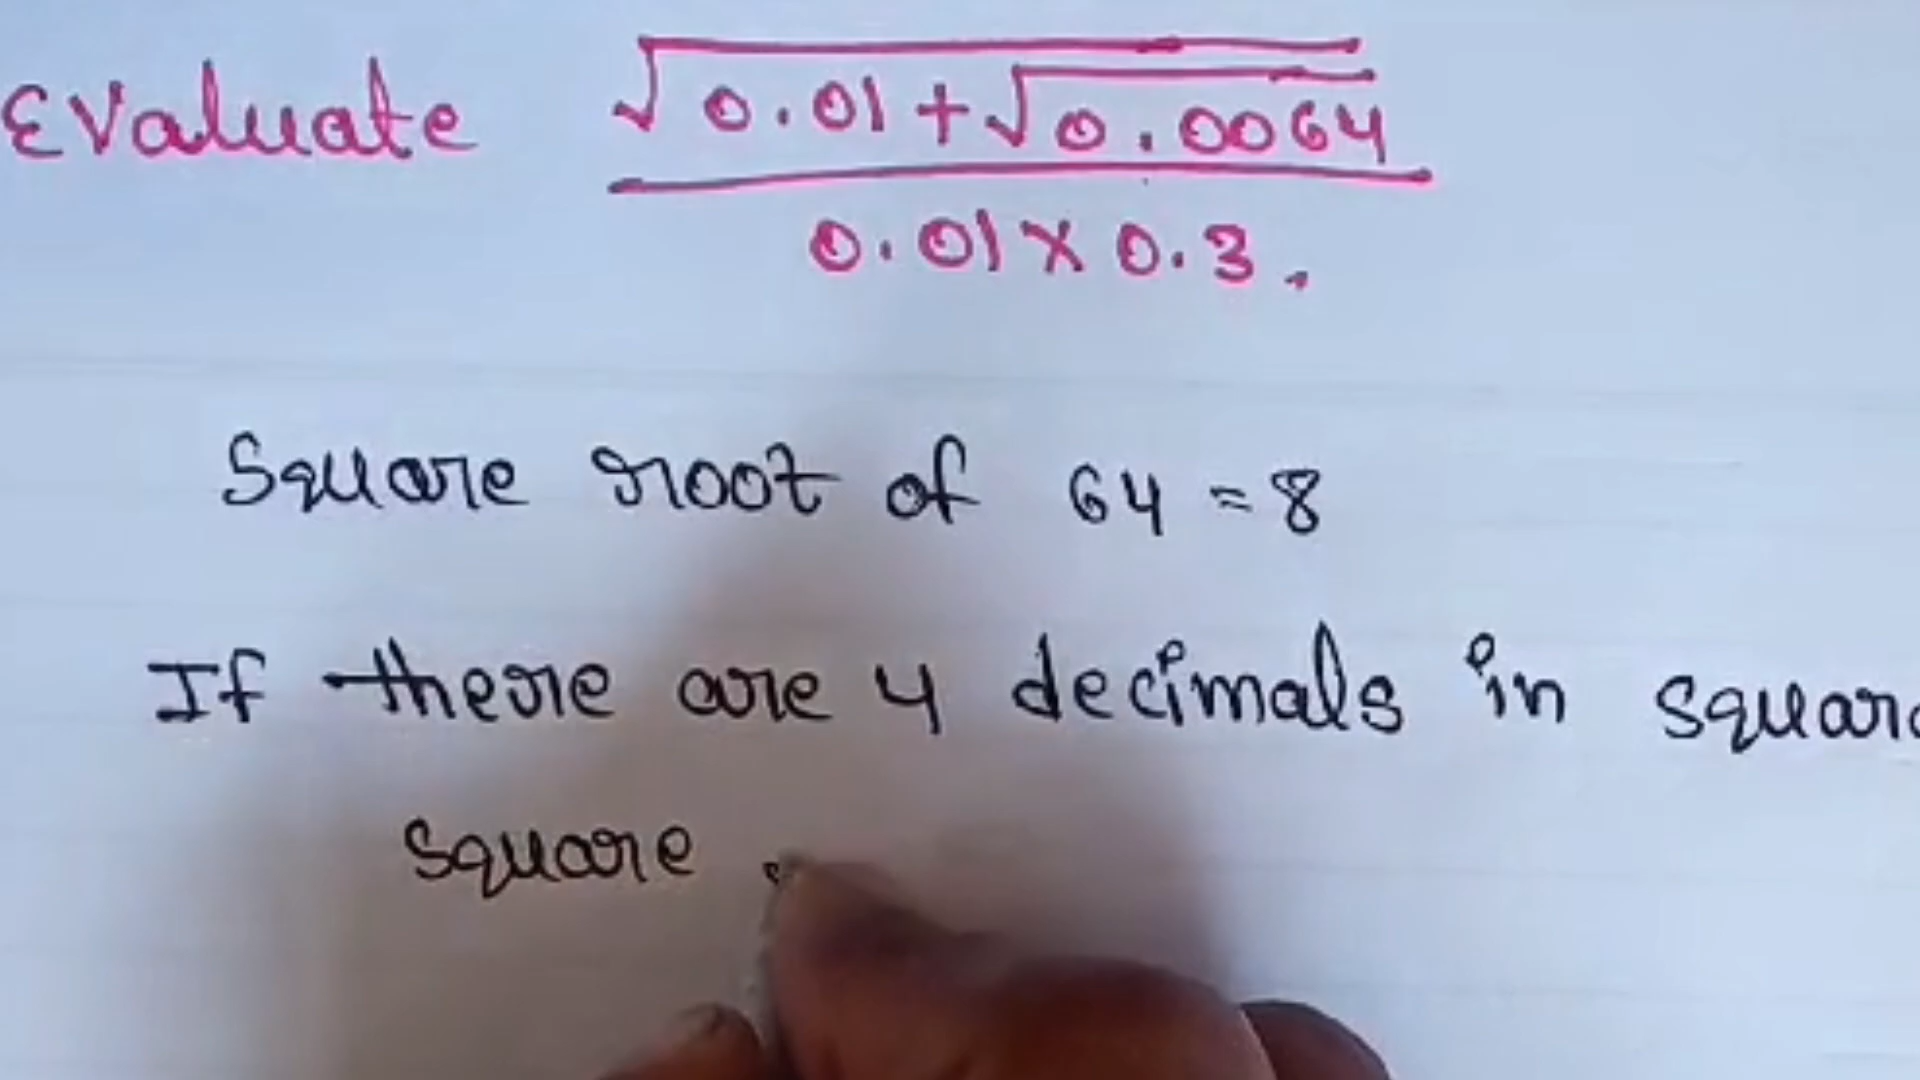 Evaluate √0.01+√0.0064
0.01×0.3.
Square root of 64 = 8
If there are 4 decimals in
square